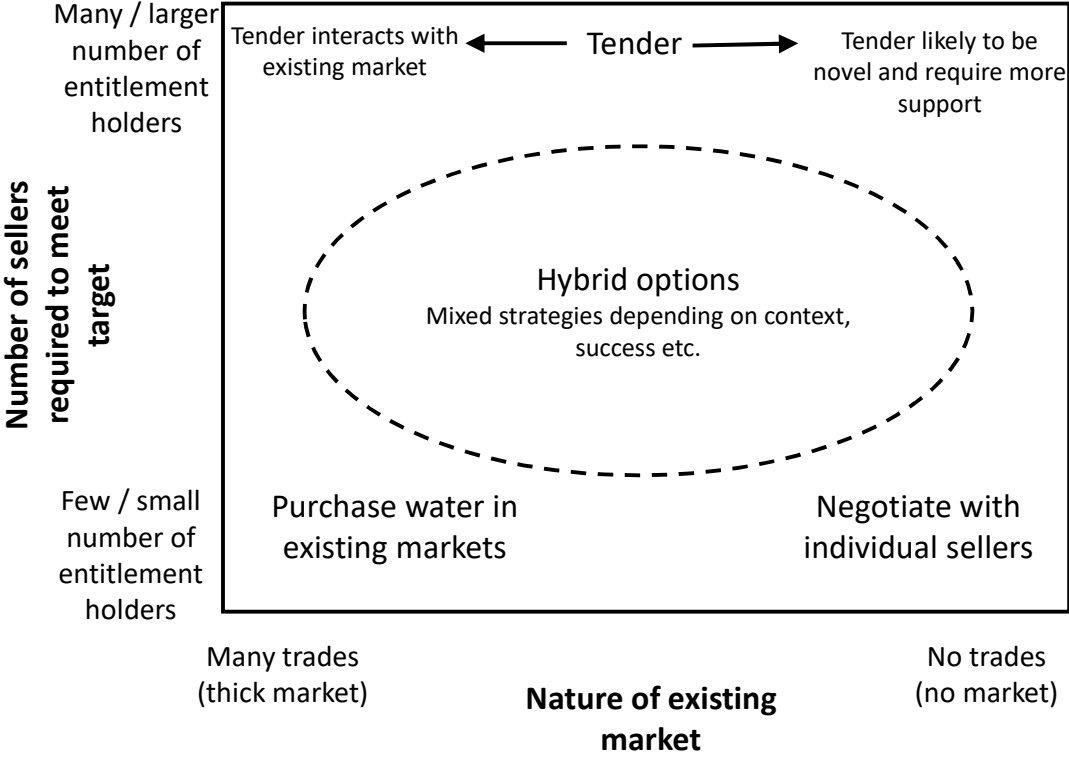 Many / larger
number of
entitlement
holders
Tender interacts with
existing market
Tender
Tender likely to be
novel and require more
support
Number of sellers
required to meet
target
Hybrid options
Mixed strategies depending on context,
success etc.
Few / small
number of
entitlement
holders
Purchase water in
existing markets
Negotiate with
individual sellers
Many trades
(thick market)
Nature of existing
market
No trades
(no market)